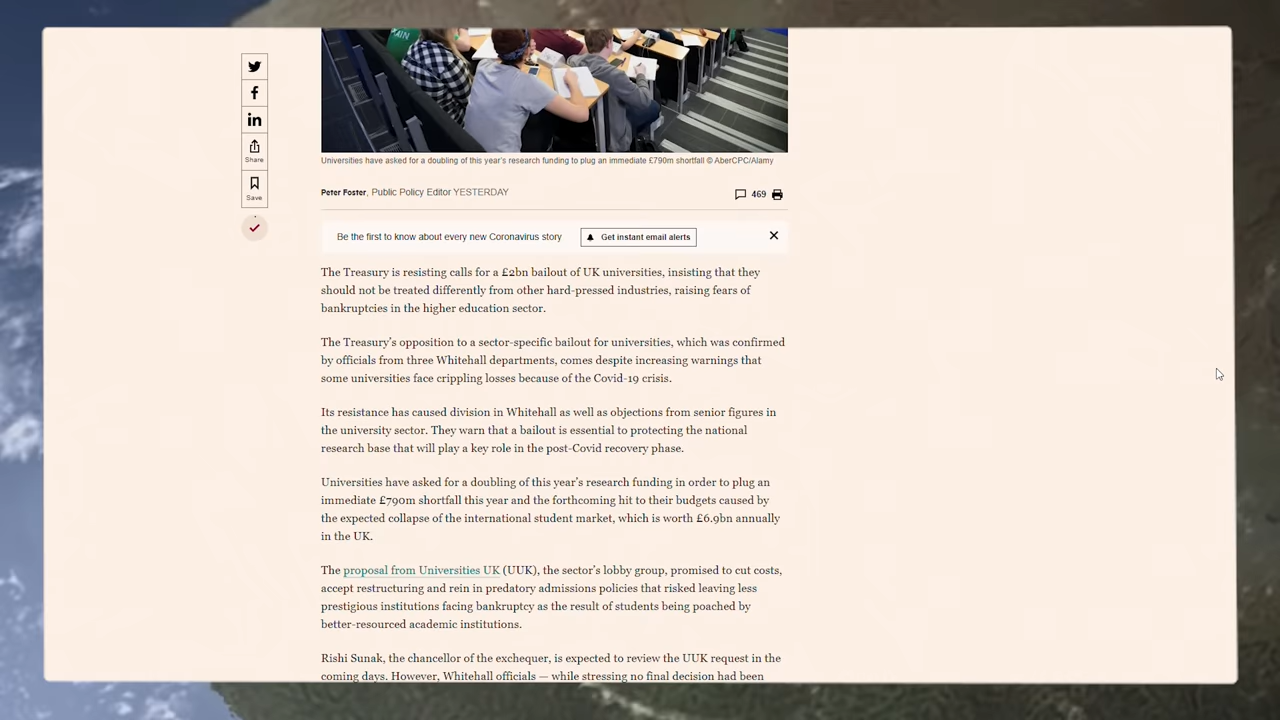 Universities have asked for a doubling of this year's research funding to plug an immediate £790m shortfall © AberCPC/Alamy
Share
Save
Peter Foster, Public Policy Editor YESTERDAY
469
Be the first to know about every new Coronavirus story
Get instant email alerts
The Treasury is resisting calls for a £2bn bailout of UK universities, insisting that they
should not be treated differently from other hard-pressed industries, raising fears of
bankruptcies in the higher education sector.
The Treasury's opposition to a sector-specific bailout for universities, which was confirmed
by officials from three Whitehall departments, comes despite increasing warnings that
some universities face crippling losses because of the Covid-19 crisis.
Its resistance has caused division in Whitehall as well as objections from senior figures in
the university sector. They warn that a bailout is essential to protecting the national
research base that will play a key role in the post-Covid recovery phase.
Universities have asked for a doubling of this year's research funding in order to plug an
immediate £790m shortfall this year and the forthcoming hit to their budgets caused by
the expected collapse of the international student market, which is worth £6.9bn annually
in the UK.
The proposal from Universities UK (UUK), the sector's lobby group, promised to cut costs,
accept restructuring and rein in predatory admissions policies that risked leaving less
prestigious institutions facing bankruptcy as the result of students being poached by
better-resourced academic institutions.
Rishi Sunak, the chancellor of the exchequer, is expected to review the UUK request in the
coming days. However, Whitehall officials — while stressing no final decision had been